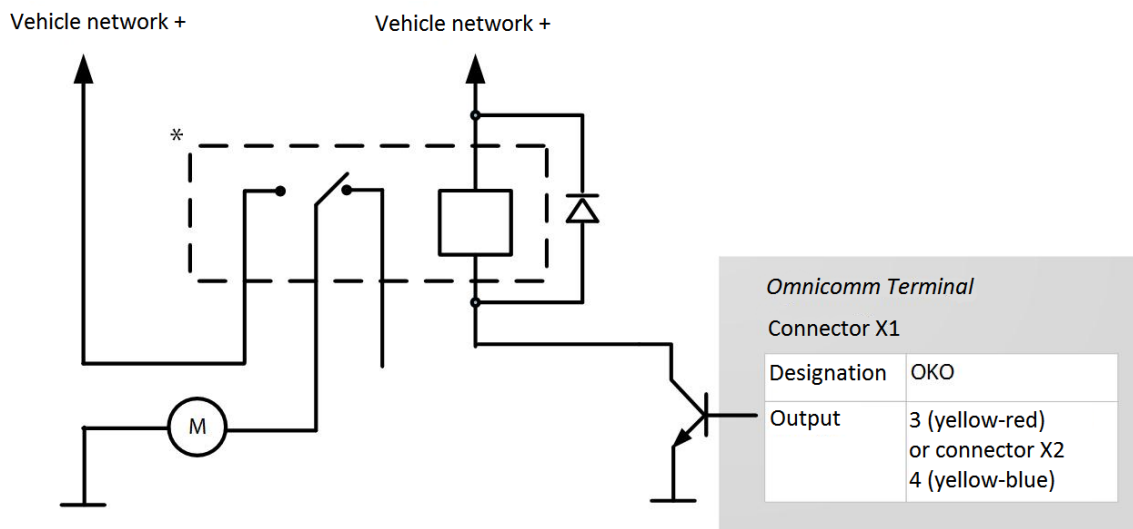 Vehicle network +
Vehicle network +
*
Omnicomm Terminal
Connector X1
Designation OKO
Output 3 (yellow-red)
or connector X2
4 (yellow-blue)
M